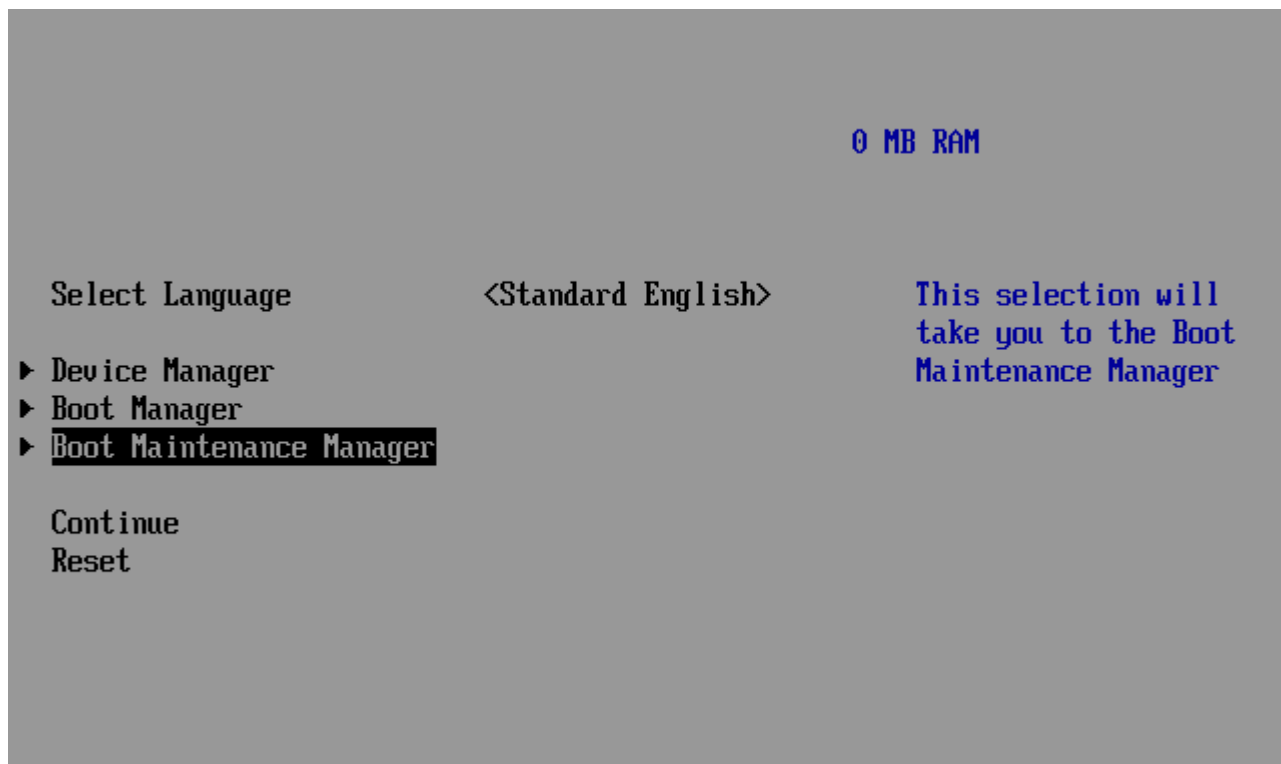 0 MB RAM
Select Language <Standard English> This selection will
take you to the Boot
Device Manager Maintenance Manager
Boot Manager
Boot Maintenance Manager
Continue
Reset